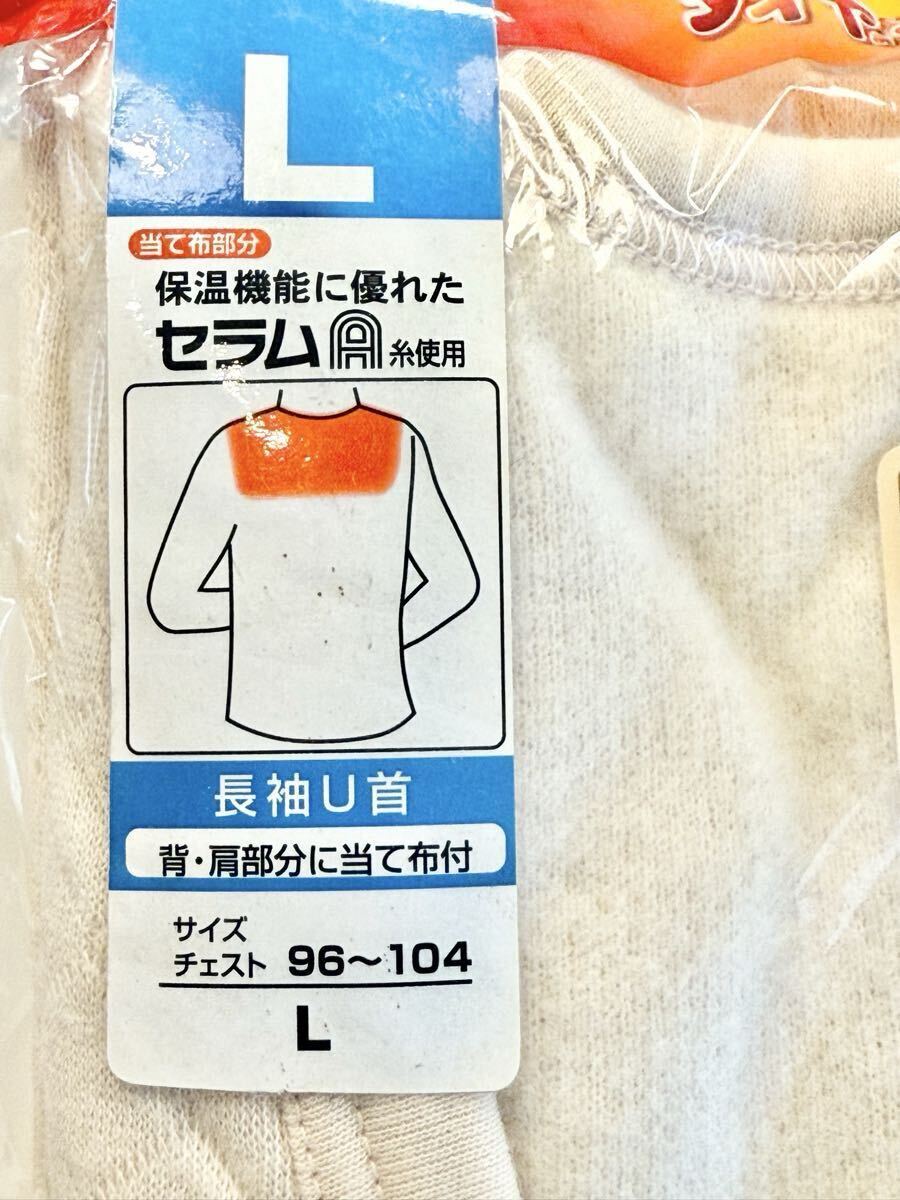 L
当て布部分
保温機能に優れた
セラムA糸使用
長袖U首
背・肩部分に当て布付
サイズ
チェスト 96～104
L